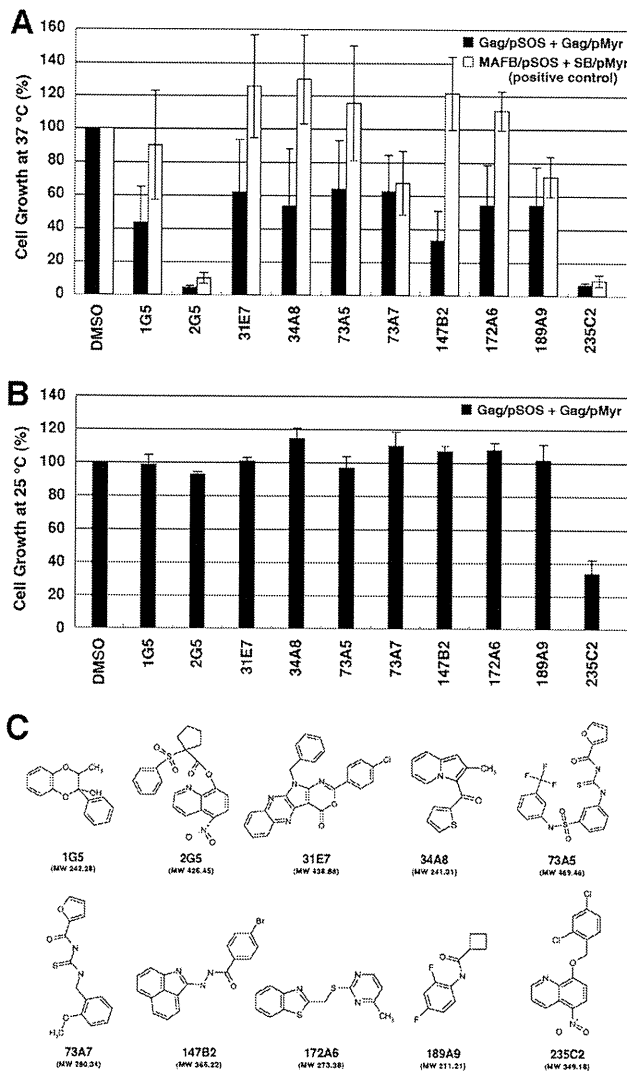 A
160
140
120
100
80
60
40
20
0
Cell Growth at 37 °C (%)
Gag/pSOS + Gag/pMyr
MAFB/pSOS + SB/pMyr
(positive control)
DMSO
1G5
2G5
31E7
34A8
73A5
73A7
147B2
172A6
189A9
235C2
B
140
120
100
80
60
40
20
0
Cell Growth at 25 °C (%)
Gag/pSOS + Gag/pMyr
DMSO
1G5
2G5
31E7
34A8
73A5
73A7
147B2
172A6
189A9
235C2
C
1G5
(MW 242.28)
2G5
(MW 426.45)
31E7
(MW 438.88)
34A8
(MW 241.31)
73A5
(MW 469.46)
73A7
(MW 290.34)
147B2
172A6
(MW 273.38)
189A9
(MW 211.21)
235C2
(MW 349.18)